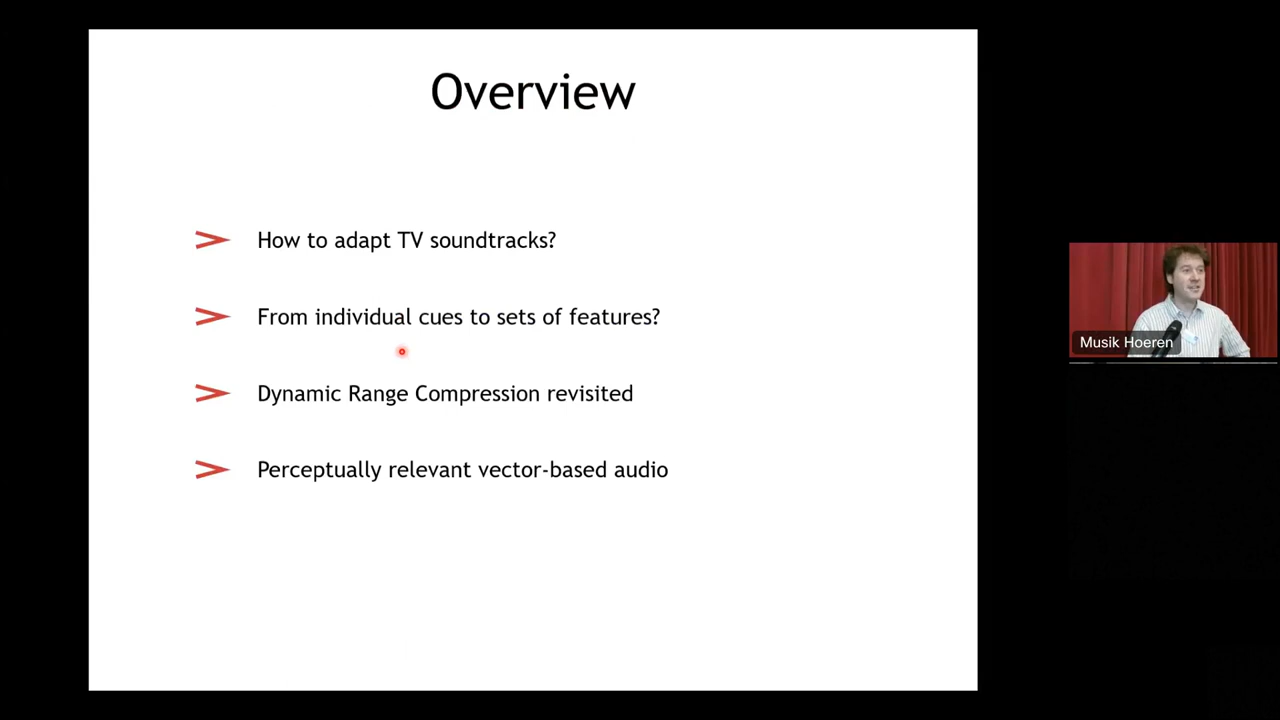 Overview
How to adapt TV soundtracks?
From individual cues to sets of features?
Dynamic Range Compression revisited
Perceptually relevant vector-based audio
Musik Hoeren